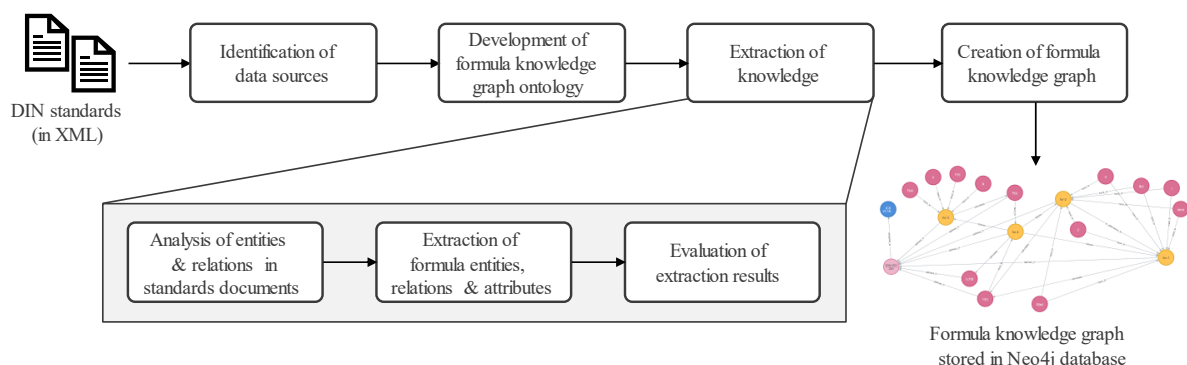 DIN standards
(in XML)
Identification of
data sources
Development of
formula knowledge
graph ontology
Extraction of
knowledge
Creation of formula
knowledge graph
Analysis of entities
& relations in
standards documents
Extraction of
formula entities,
relations & attributes
Evaluation of
extraction results
Formula knowledge graph
stored in Neo4j database